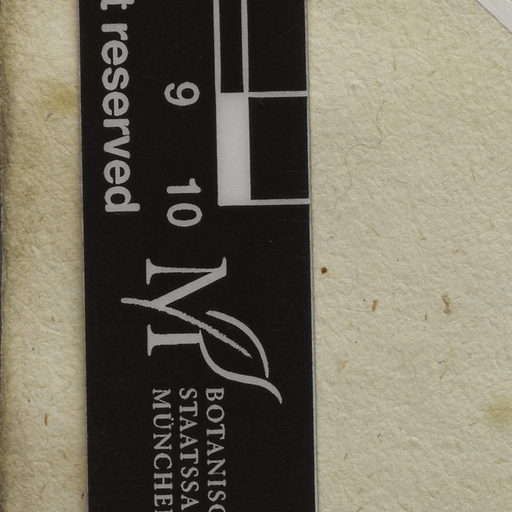 t reserved
9 10
M
BOTANISC
STAATSSA
MÜNCHE